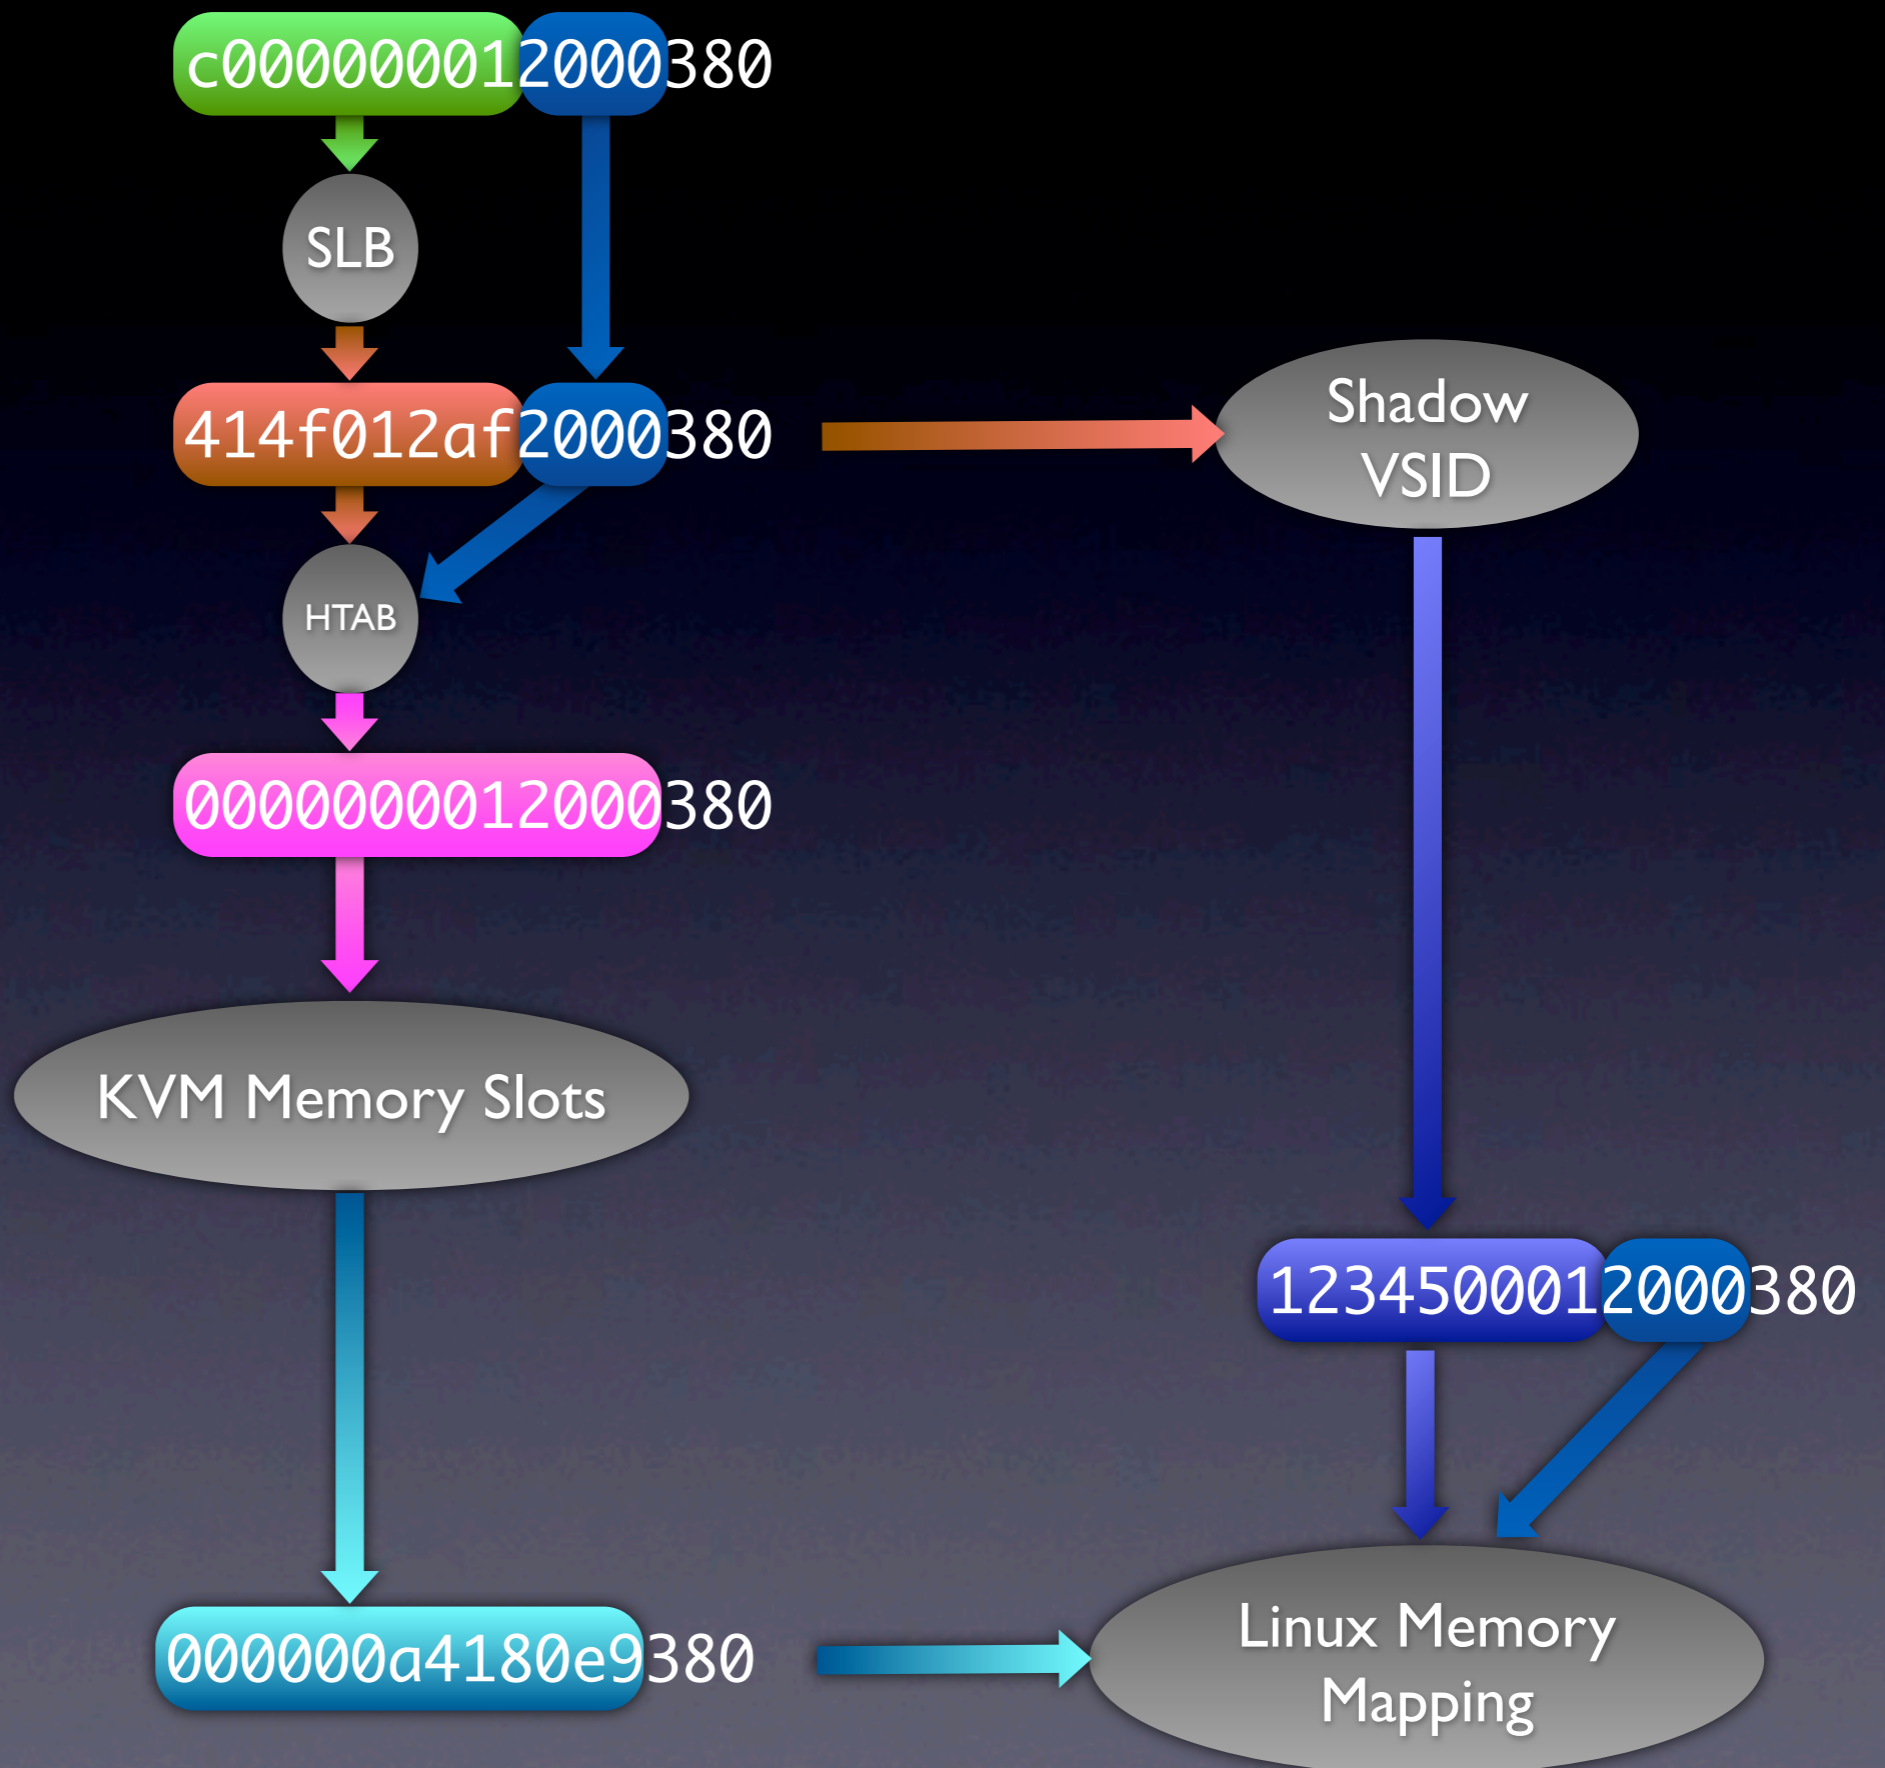 c000000012000380
SLB
414f012af2000380
Shadow
VSID
HTAB
0000000012000380
KVM Memory Slots
1234500012000380
000000a4180e9380
Linux Memory
Mapping